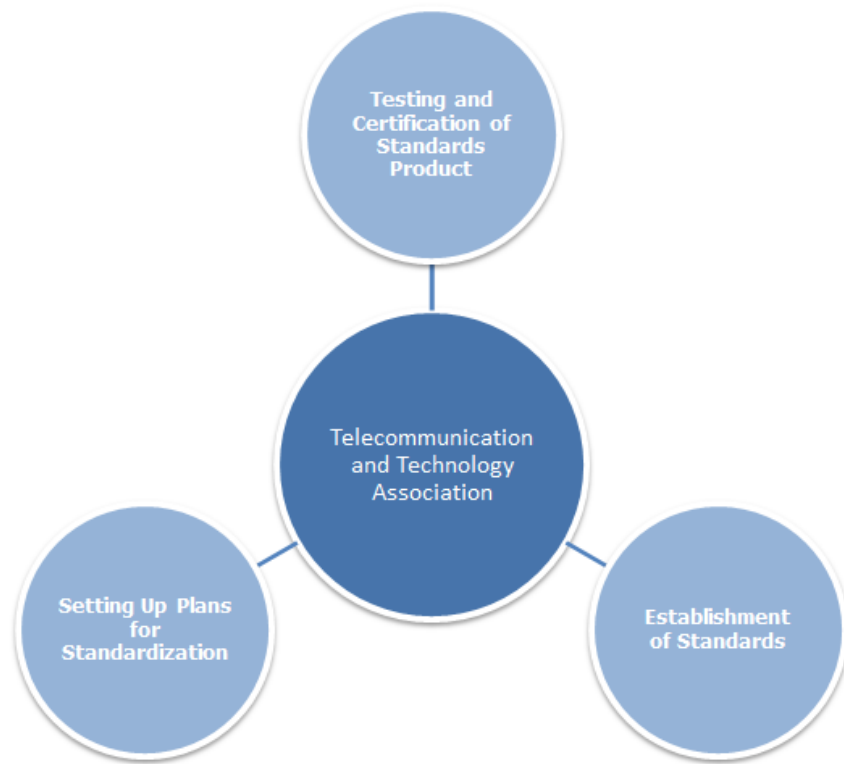 Testing and
Certification of
Standards
Product
Telecommunication
and Technology
Association
Setting Up Plans
for
Standardization
Establishment
of Standards